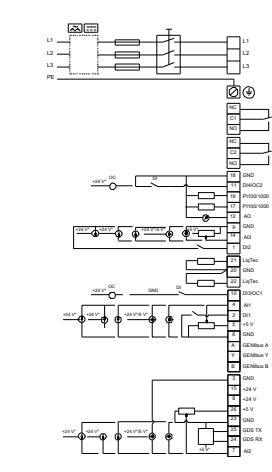 L1 L1
L2 L2
L3 L3
PE
NC
C1
NO
NC
C2
NO
18 GND
+24 V* OC DI 11 DI4/OC2
19 Pt100/1000
17 Pt100/1000
12 AO
9 GND
+24 V* +24 V* +24 V*/5 V* +5 V* 14 AI3
1 DI2
21 LiqTec
20 GND
22 LiqTec
+24 V* OC GND DI 10 DI3/OC1
4 AI1
2 DI1
+24 V* +24 V* +24 V*/5 V* 5 +5 V
6 GND
A GENIbus A
Y GENIbus Y
B GENIbus B
3 GND
15 +24 V
8 +24 V
26 +5 V
23 GND
25 GDS TX
+24 V* +24 V* +24 V*/5 V* 24 GDS RX
7 AI2